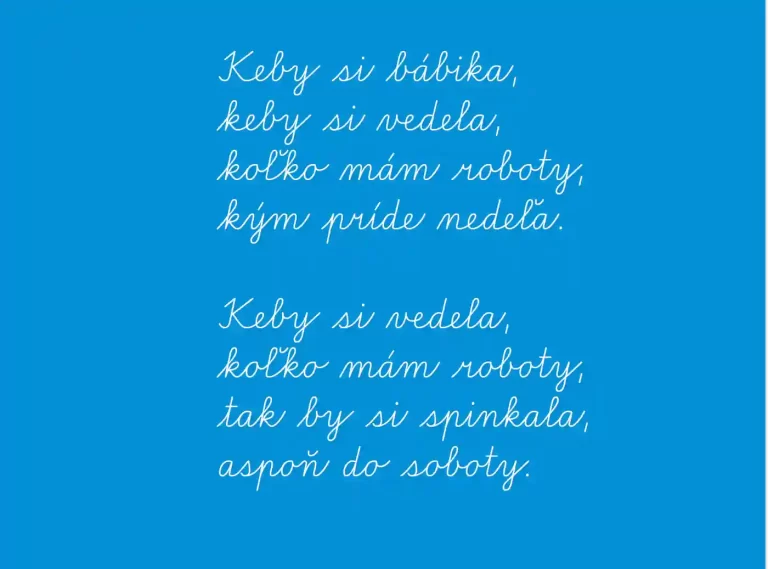 Keby si bábika,
keby si vedela,
koľko mám roboty,
kým príde nedeľa.

Keby si vedela,
koľko mám roboty,
tak by si spinkala,
aspoň do soboty.